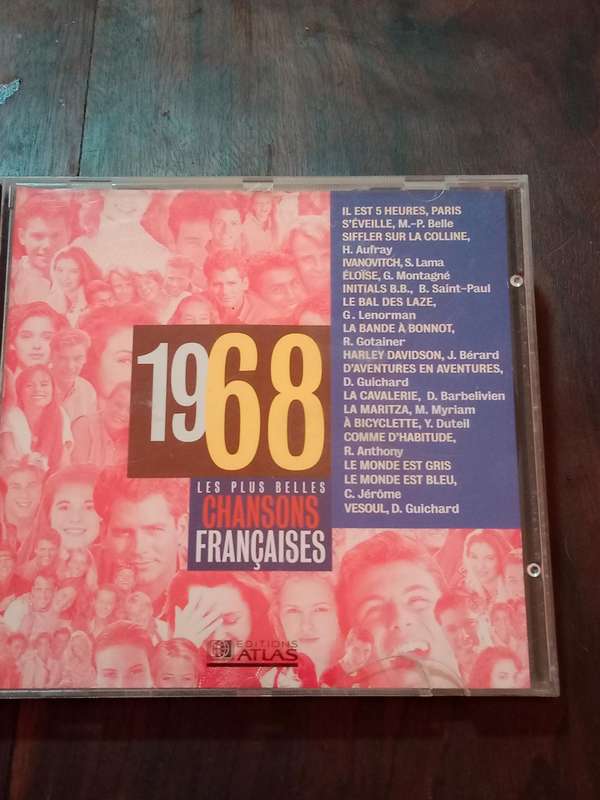 IL EST 5 HEURES, PARIS
S'ÉVEILLE, M.-P. Belle
SIFFLER SUR LA COLLINE,
H. Aufray
IVANOVITCH, S. Lama
ÉLOÏSE, G. Montagné
INITIALS B.B., B. Saint-Paul
LE BAL DES LAZE,
G. Lenorman
LA BANDE À BONNOT,
R. Gotainer
HARLEY DAVIDSON, J. Bérard
D'AVENTURES EN AVENTURES,
D. Guichard
LA CAVALERIE, D. Barbelivien
LA MARITZA, M. Myriam
À BICYCLETTE, Y. Duteil
COMME D'HABITUDE,
R. Anthony
LE MONDE EST GRIS
LE MONDE EST BLEU,
C. Jérôme
VESOUL, D. Guichard
1968
LES PLUS BELLES
CHANSONS
FRANÇAISES
EDITIONS
ATLAS